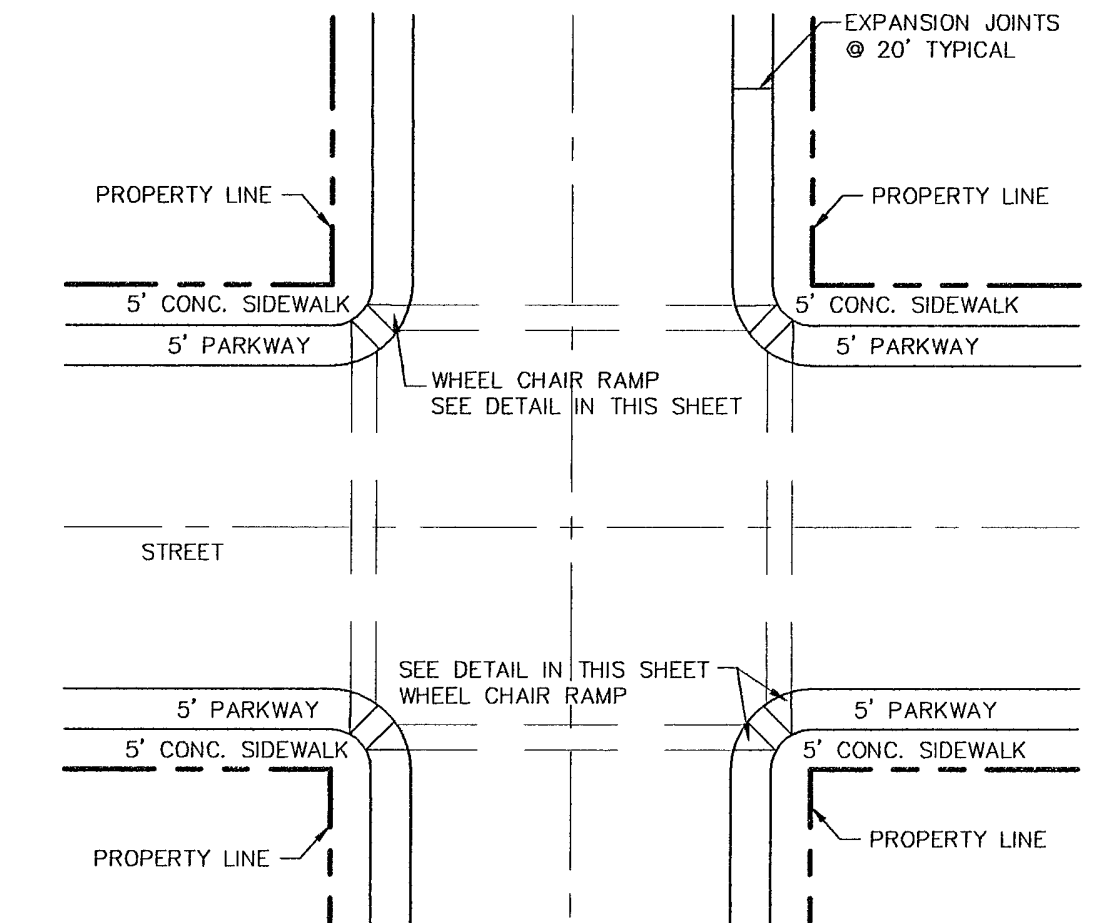 EXPANSION JOINTS
@ 20' TYPICAL
PROPERTY LINE
PROPERTY LINE
5' CONC. SIDEWALK
5' CONC. SIDEWALK
5' PARKWAY
5' PARKWAY
WHEEL CHAIR RAMP
SEE DETAIL IN THIS SHEET
STREET
SEE DETAIL IN THIS SHEET
WHEEL CHAIR RAMP
5' PARKWAY
5' PARKWAY
5' CONC. SIDEWALK
5' CONC. SIDEWALK
PROPERTY LINE
PROPERTY LINE